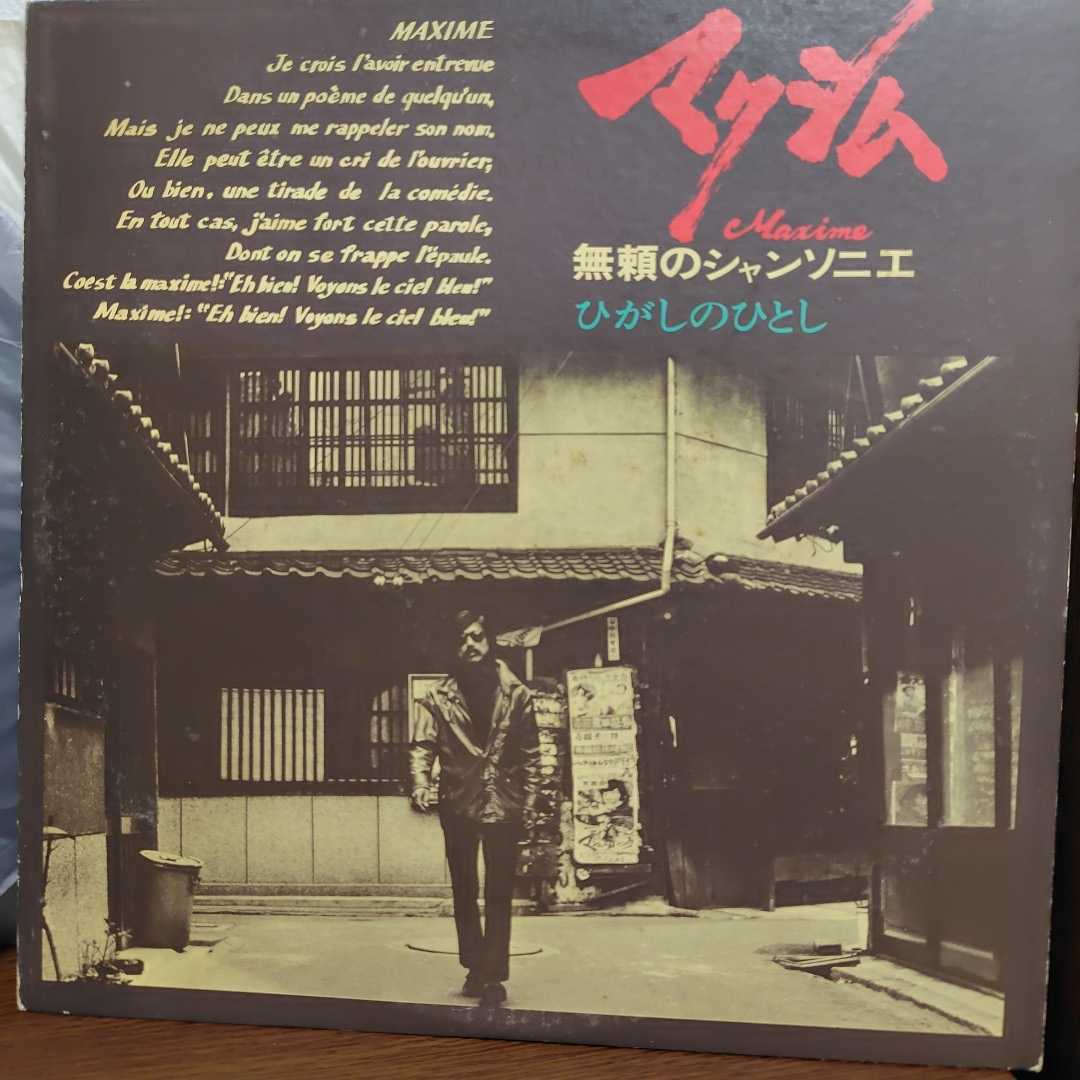 MAXIME
Je crois l'avoir entrevue
Dans un poème de quelqu'un,
Mais je ne peux me rappeler son nom.
Elle peut être un cri de l'ouvrier,
Ou bien, une tirade de la comédie.
En tout cas, j'aime fort cette parole,
Dont on se frappe l'épaule.
Coest la maxime!:"Eh bien! Voyons le ciel bleu!"
Maxime!: "Eh bien! Voyons le ciel bleu!"
マクシム
Maxime
無頼のシャンソニエ
ひがしのひとし